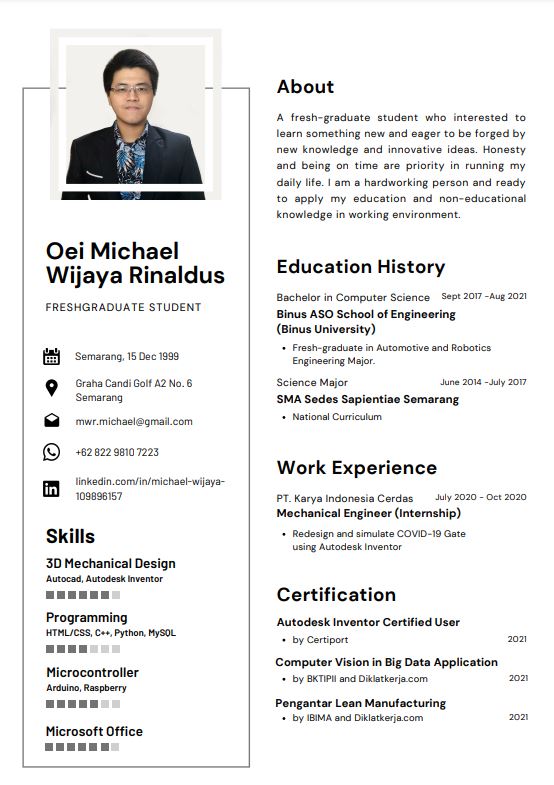 Oei Michael
Wijaya Rinaldus
FRESHGRADUATE STUDENT
Semarang, 15 Dec 1999
Graha Candi Golf A2 No. 6
Semarang
mwr.michael@gmail.com
+62 822 9810 7223
linkedin.com/in/michael-wijaya-
109896157
Skills
3D Mechanical Design
Autocad, Autodesk Inventor
Programming
HTML/CSS, C++, Python, MySQL
Microcontroller
Arduino, Raspberry
Microsoft Office
About
A fresh-graduate student who interested to
learn something new and eager to be forged by
new knowledge and innovative ideas. Honesty
and being on time are priority in running my
daily life. I am a hardworking person and ready
to apply my education and non-educational
knowledge in working environment.
Education History
Bachelor in Computer Science Sept 2017 -Aug 2021
Binus ASO School of Engineering
(Binus University)
• Fresh-graduate in Automotive and Robotics
Engineering Major.
Science Major June 2014 -July 2017
SMA Sedes Sapientiae Semarang
• National Curriculum
Work Experience
PT. Karya Indonesia Cerdas July 2020 - Oct 2020
Mechanical Engineer (Internship)
• Redesign and simulate COVID-19 Gate
using Autodesk Inventor
Certification
Autodesk Inventor Certified User
• by Certiport 2021
Computer Vision in Big Data Application
• by BKTIPII and Diklatkerja.com 2021
Pengantar Lean Manufacturing
• by IBIMA and Diklatkerja.com 2021